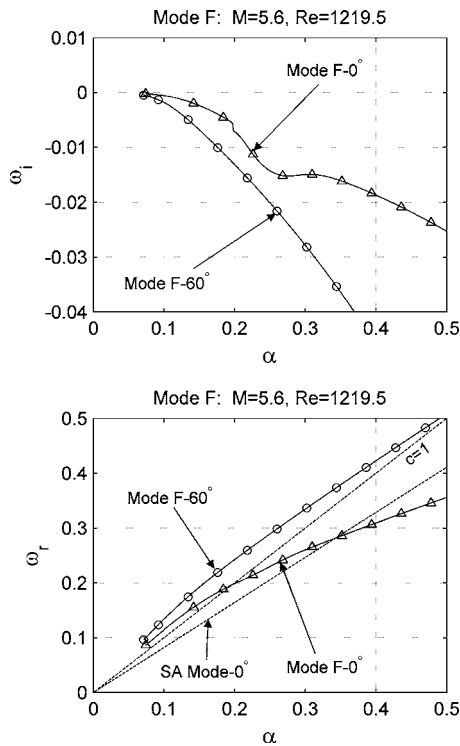 Mode F: M=5.6, Re=1219.5
0.01
0
-0.01
-0.02
-0.03
-0.04
ωi
Mode F-0°
Mode F-60°
0
0.1
0.2
0.3
0.4
0.5
α
Mode F: M=5.6, Re=1219.5
0.5
0.4
0.3
0.2
0.1
0
ωr
c=1
Mode F-60°
SA Mode-0°
Mode F-0°
0
0.1
0.2
0.3
0.4
0.5
α